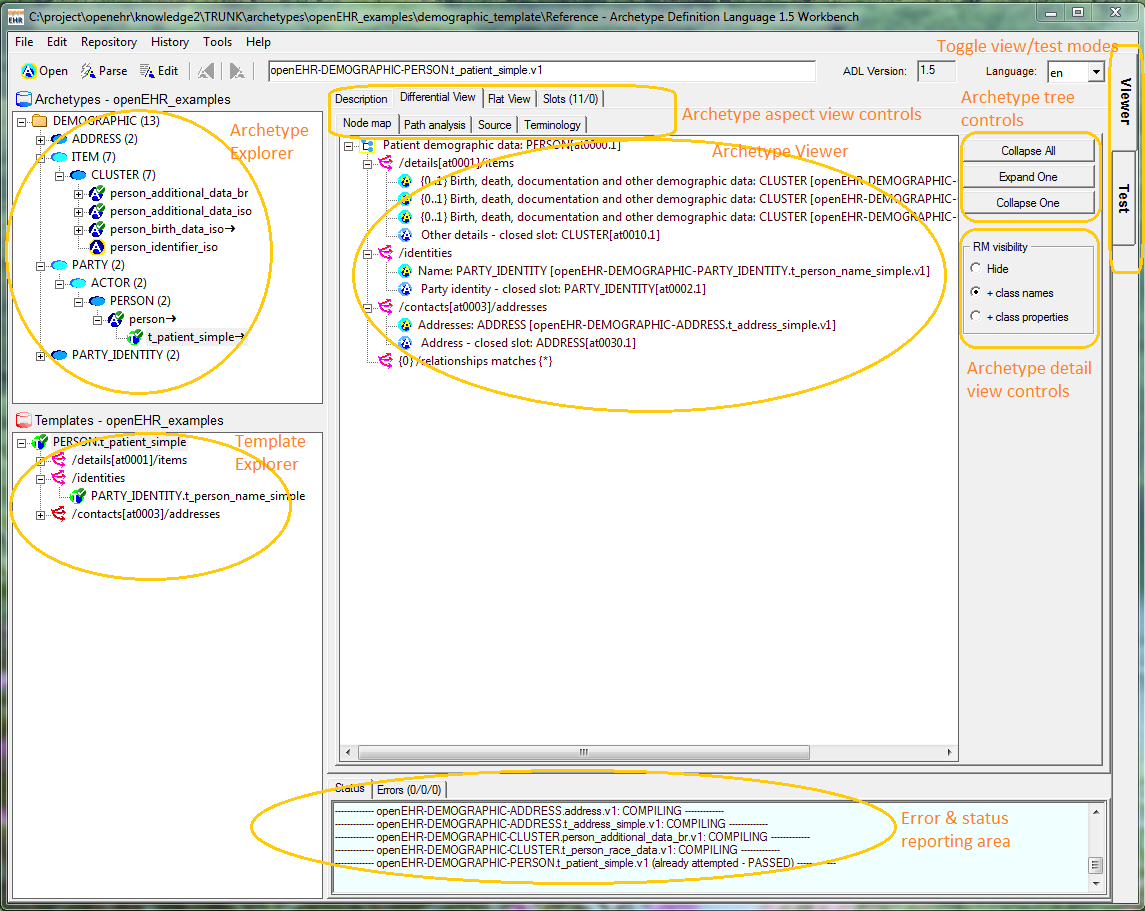 open
EHR
C:\project\openehr\knowledge2\TRUNK\archetypes\openEHR_examples\demographic_template\Reference - Archetype Definition Language 1.5 Workbench
File Edit Repository History Tools Help
Toggle view/test modes
Open Parse Edit
openEHR-DEMOGRAPHIC-PERSON.t_patient_simple.v1
ADL Version: 1.5 Language: en
Archetypes - openEHR_examples
DEMOGRAPHIC (13)
ADDRESS (2)
ITEM (7)
CLUSTER (7)
person_additional_data_br
person_additional_data_iso
person_birth_data_iso→
person_identifier_iso
PARTY (2)
ACTOR (2)
PERSON (2)
person→
t_patient_simple→
PARTY_IDENTITY (2)
Archetype
Explorer
Templates - openEHR_examples
PERSON.t_patient_simple
/details[at0001]/items
/identities
PARTY_IDENTITY.t_person_name_simple
/contacts[at0003]/addresses
Template
Explorer
Description Differential View Flat View Slots (11/0)
Node map Path analysis Source Terminology
Archetype aspect view controls
Patient demographic data: PERSON[at0000.1]
Archetype Viewer
/details[at0001]/items
{0..1} Birth, death, documentation and other demographic data: CLUSTER [openEHR-DEMOGRAPHIC-
{0..1} Birth, death, documentation and other demographic data: CLUSTER [openEHR-DEMOGRAPHIC-
{0..1} Birth, death, documentation and other demographic data: CLUSTER [openEHR-DEMOGRAPHIC-
Other details - closed slot: CLUSTER[at0010.1]
/identities
Name: PARTY_IDENTITY [openEHR-DEMOGRAPHIC-PARTY_IDENTITY.t_person_name_simple.v1]
Party identity - closed slot: PARTY_IDENTITY[at0002.1]
/contacts[at0003]/addresses
Addresses: ADDRESS [openEHR-DEMOGRAPHIC-ADDRESS.t_address_simple.v1]
Address - closed slot: ADDRESS[at0030.1]
{0} /relationships matches {*}
Archetype tree
controls
Collapse All
Expand One
Collapse One
RM visibility
Hide
+ class names
+ class properties
Archetype detail
view controls
Viewer
Test
Status Errors (0/0/0)
------------ openEHR-DEMOGRAPHIC-ADDRESS.address.v1: COMPILING ------------
------------ openEHR-DEMOGRAPHIC-ADDRESS.t_address_simple.v1: COMPILING ------------
------------ openEHR-DEMOGRAPHIC-CLUSTER.person_additional_data_br.v1: COMPILING ------------
------------ openEHR-DEMOGRAPHIC-CLUSTER.t_person_race_data.v1: COMPILING ------------
------------ openEHR-DEMOGRAPHIC-PERSON.t_patient_simple.v1 (already attempted - PASSED) ------------
Error & status
reporting area